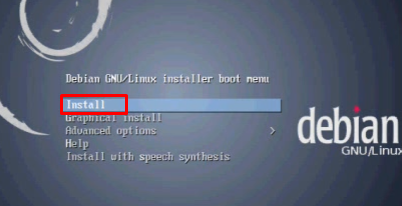 Debian GNU/Linux installer boot menu
Install
Graphical install
Advanced options >
Help
Install with speech synthesis
debian
GNU/Linux